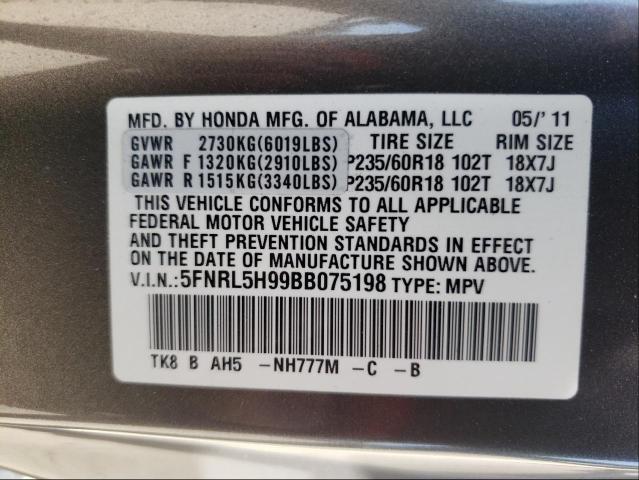 MFD. BY HONDA MFG. OF ALABAMA, LLC 05/'11
GVWR 2730KG(6019LBS) TIRE SIZE RIM SIZE
GAWR F 1320KG(2910LBS) P235/60R18 102T 18X7J
GAWR R 1515KG(3340LBS) P235/60R18 102T 18X7J
THIS VEHICLE CONFORMS TO ALL APPLICABLE
FEDERAL MOTOR VEHICLE SAFETY
AND THEFT PREVENTION STANDARDS IN EFFECT
ON THE DATE OF MANUFACTURE SHOWN ABOVE.
V.I.N.:5FNRL5H99BB075198 TYPE: MPV
TK8 B AH5 -NH777M -C -B